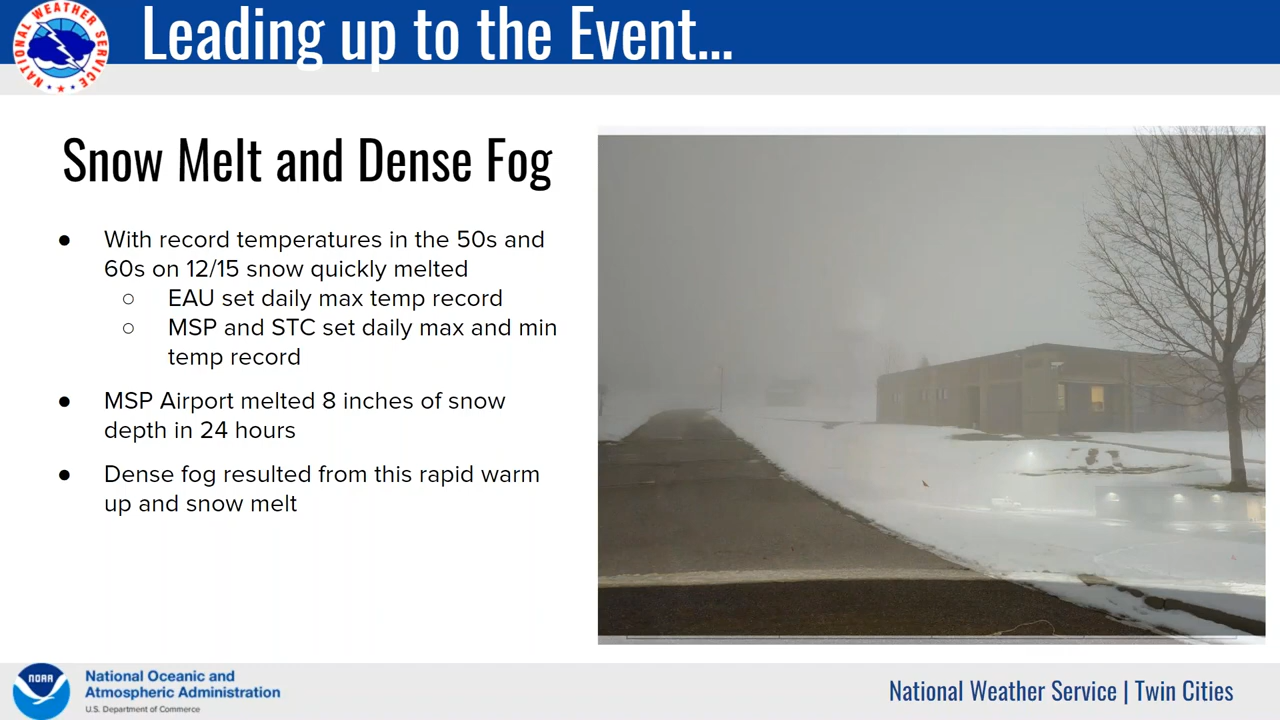 NATIONAL WEATHER SERVICE
Leading up to the Event...
Snow Melt and Dense Fog
● With record temperatures in the 50s and
60s on 12/15 snow quickly melted
○ EAU set daily max temp record
○ MSP and STC set daily max and min
temp record
● MSP Airport melted 8 inches of snow
depth in 24 hours
● Dense fog resulted from this rapid warm
up and snow melt
NOAA
National Oceanic and
Atmospheric Administration
U.S. Department of Commerce
National Weather Service | Twin Cities